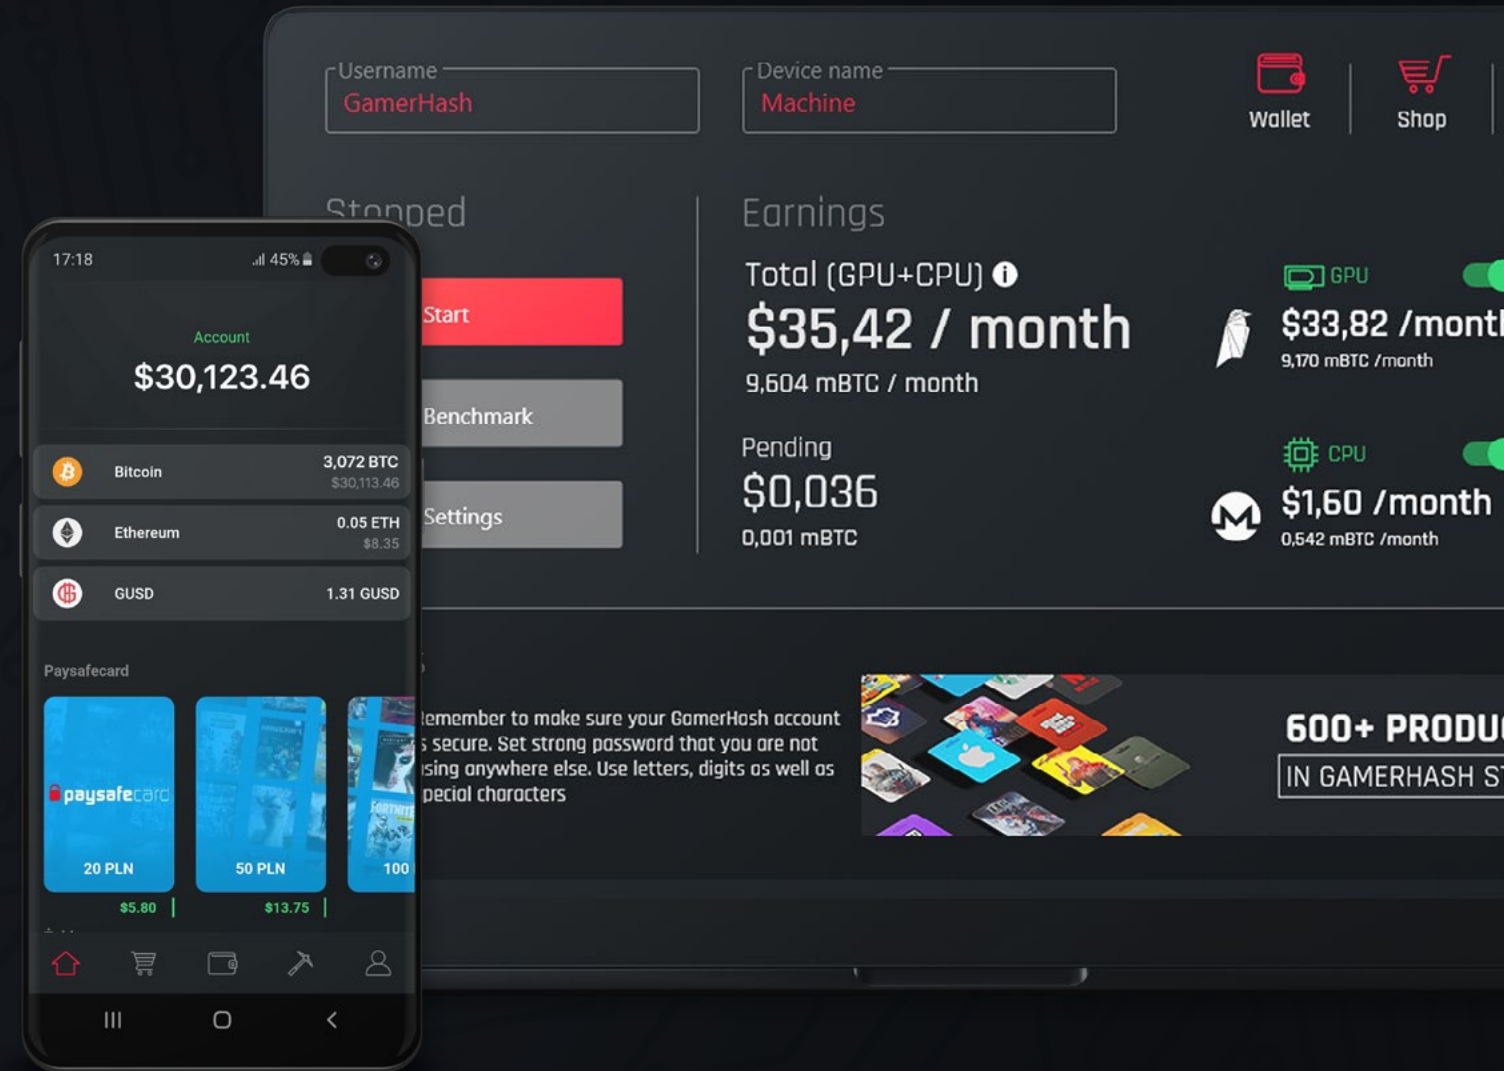 Username
GamerHash
Device name
Machine
Wallet
Shop
Stopped
Start
Benchmark
Settings
Earnings
Total (GPU+CPU)
$35,42 / month
9,604 mBTC / month
Pending
$0,036
0,001 mBTC
GPU
$33,82 /month
9,170 mBTC /month
CPU
$1,60 /month
0,542 mBTC /month
17:18
45%
Account
$30,123.46
Bitcoin
3,072 BTC
$30,113.46
Ethereum
0.05 ETH
$8.35
GUSD
1.31 GUSD
Paysafecard
paysafecard
20 PLN
50 PLN
100
FORTNITE
$5.80
$13.75
emember to make sure your GamerHash account
s secure. Set strong password that you are not
sing anywhere else. Use letters, digits as well as
pecial characters
600+ PRODU
IN GAMERHASH ST